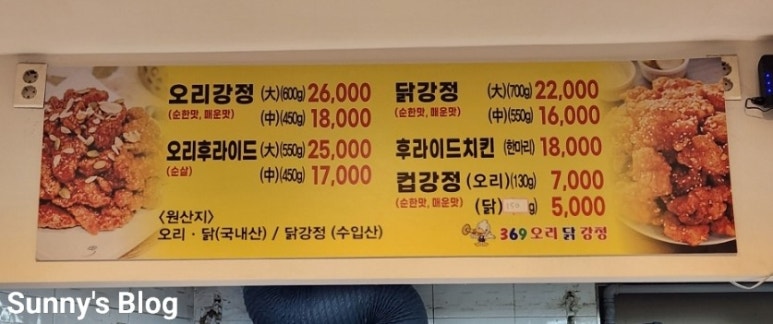 오리강정 (大)(600g) 26,000
(순한맛, 매운맛) (中)(450g) 18,000
오리후라이드 (大)(550g) 25,000
(순살) (中)(450g) 17,000
<원산지>
오리 · 닭(국내산) / 닭강정 (수입산)
닭강정 (大)(700g) 22,000
(순한맛, 매운맛) (中)(550g) 16,000
후라이드치킨 (한마리) 18,000
컵강정 (오리)(130g) 7,000
(순한맛, 매운맛) (닭) g) 5,000
369 오리 닭 강정
Sunny's Blog